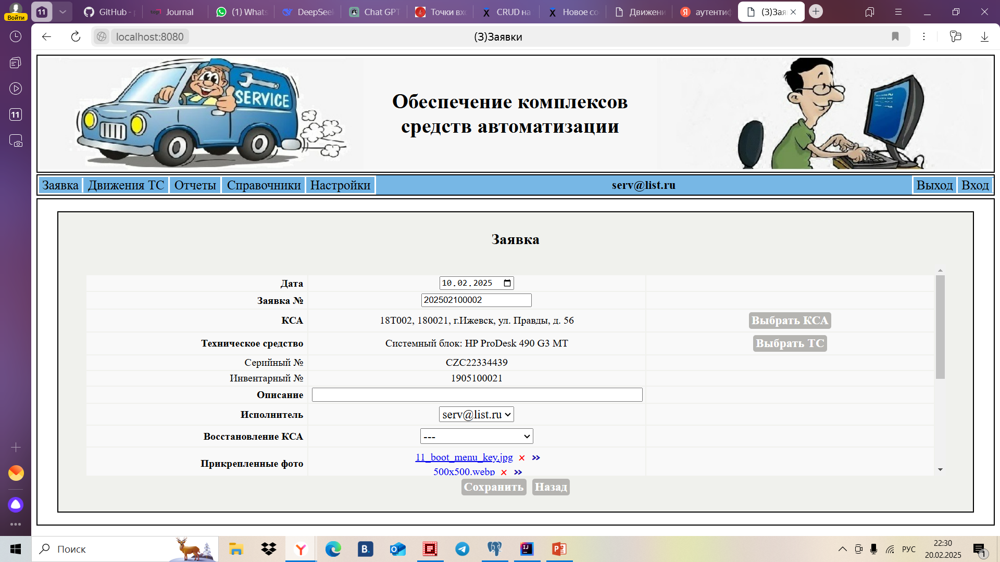 Войти
11
GitHub - 
Journal
(1) Whats
DeepSeek
Chat GPT
Точки вхо
CRUD на
Новое со
Движени
аутентиф
(3)Зая
localhost:8080
(3)Заявки
11
SERVICE
Обеспечение комплексов
средств автоматизации
Заявка
Движения ТС
Отчеты
Справочники
Настройки
serv@list.ru
Выход
Вход
Заявка
Дата
10.02.2025
Заявка №
202502100002
КСА
18Т002, 180021, г.Ижевск, ул. Правды, д. 56
Выбрать КСА
Техническое средство
Системный блок: HP ProDesk 490 G3 MT
Выбрать ТС
Серийный №
CZC22334439
Инвентарный №
1905100021
Описание
Исполнитель
serv@list.ru
Восстановление КСА
---
Прикрепленные фото
11_boot_menu_key.jpg × »
500x500.webp × »
Сохранить
Назад
Поиск
РУС
22:30
20.02.2025
1